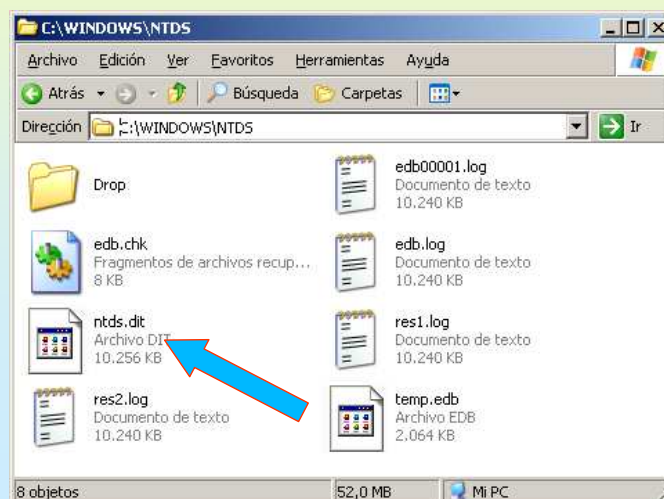 C:\WINDOWS\NTDS
Archivo Edición Ver Favoritos Herramientas Ayuda
Atrás Búsqueda Carpetas
Dirección C:\WINDOWS\NTDS Ir
Drop
edb00001.log
Documento de texto
10.240 KB
edb.chk
Fragmentos de archivos recup...
8 KB
edb.log
Documento de texto
10.240 KB
ntds.dit
Archivo DIT
10.256 KB
res1.log
Documento de texto
10.240 KB
res2.log
Documento de texto
10.240 KB
temp.edb
Archivo EDB
2.064 KB
8 objetos 52,0 MB Mi PC